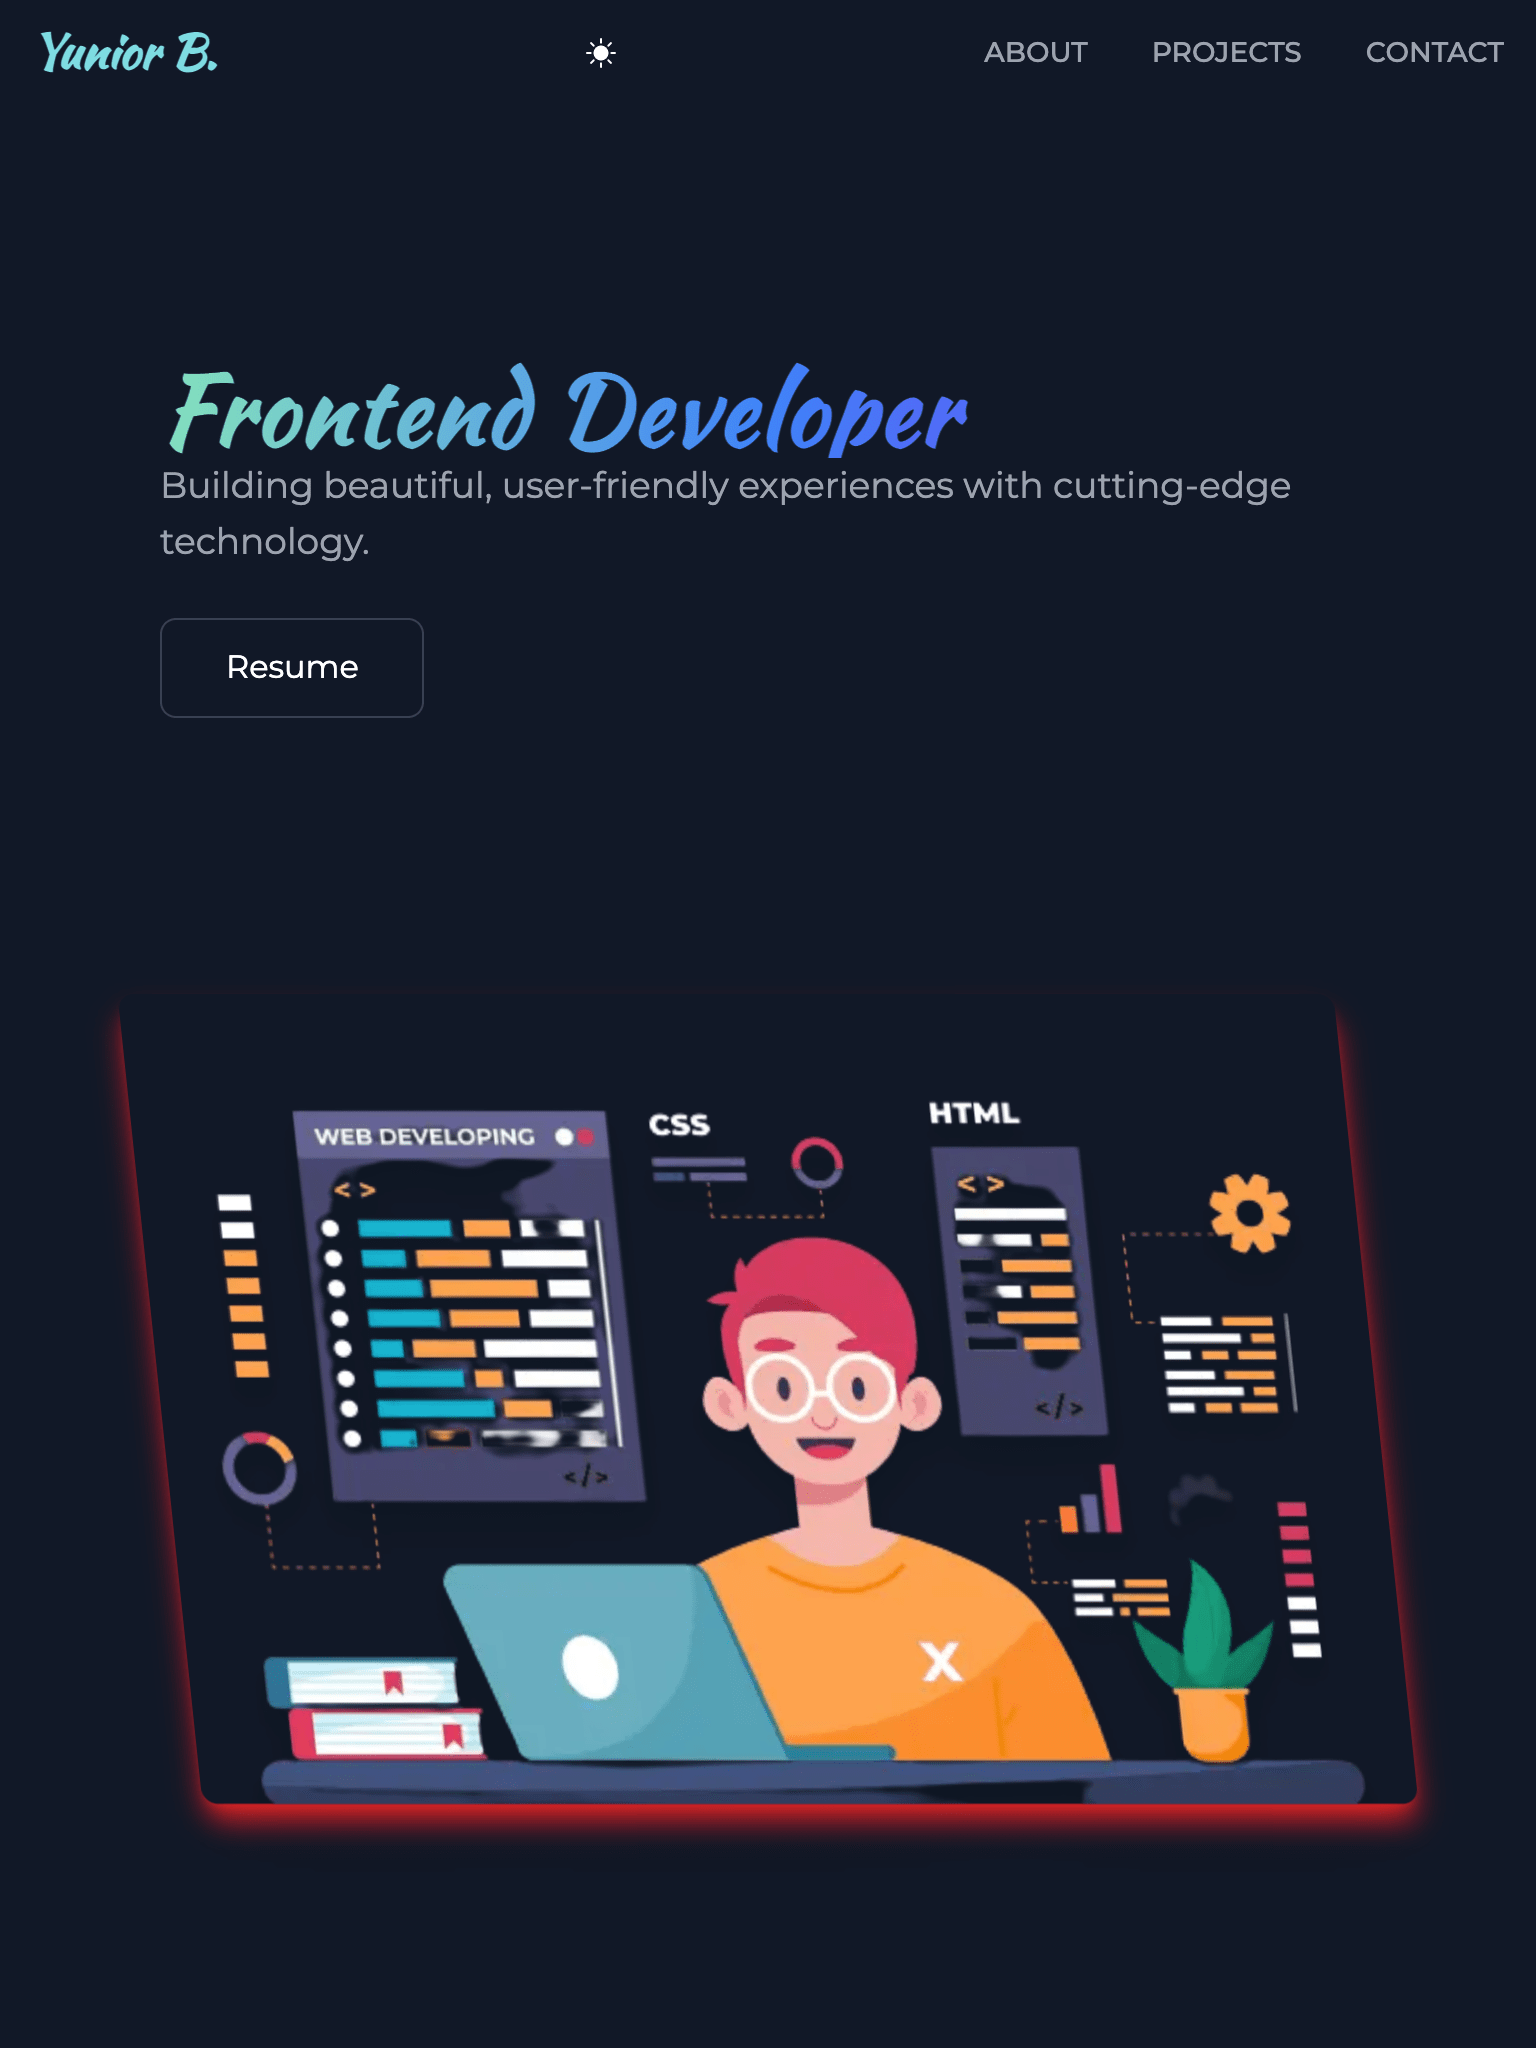 Yunior B.
ABOUT PROJECTS CONTACT
Frontend Developer
Building beautiful, user-friendly experiences with cutting-edge
technology.
Resume
WEB DEVELOPING
CSS
HTML
< >
< >
</>
</>
X